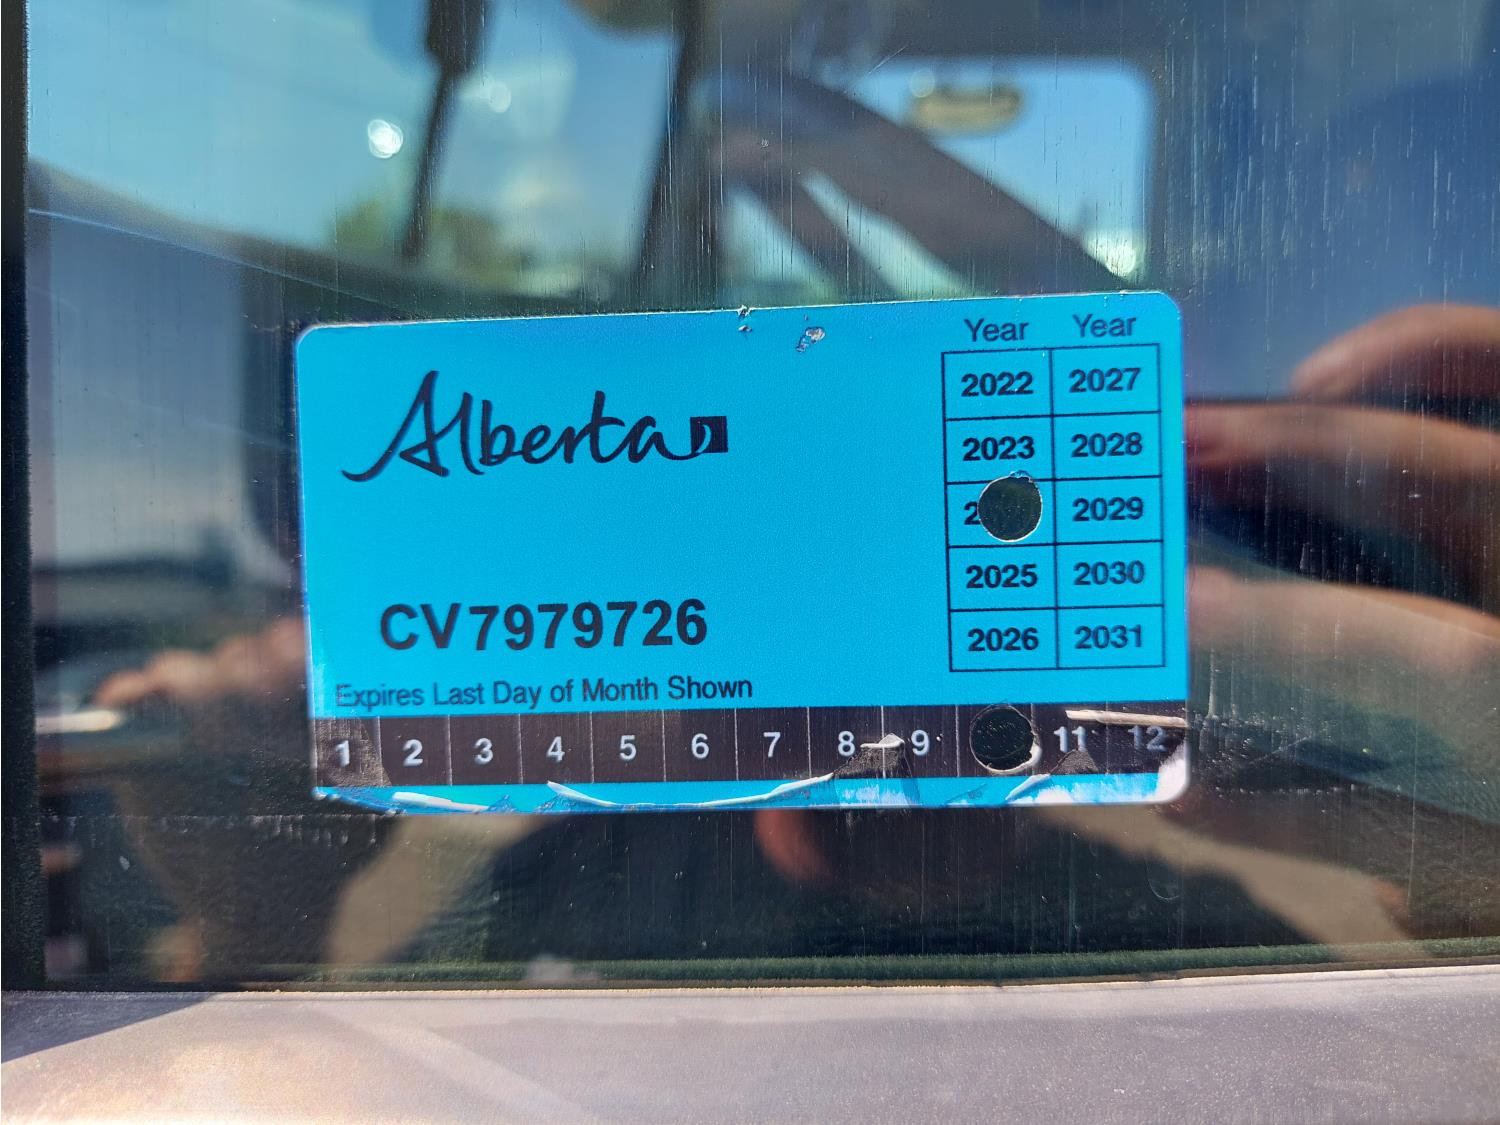 Alberta
CV7979726
Expires Last Day of Month Shown
Year Year
2022 2027
2023 2028
2029
2025 2030
2026 2031
1 2 3 4 5 6 7 8 9 11 12